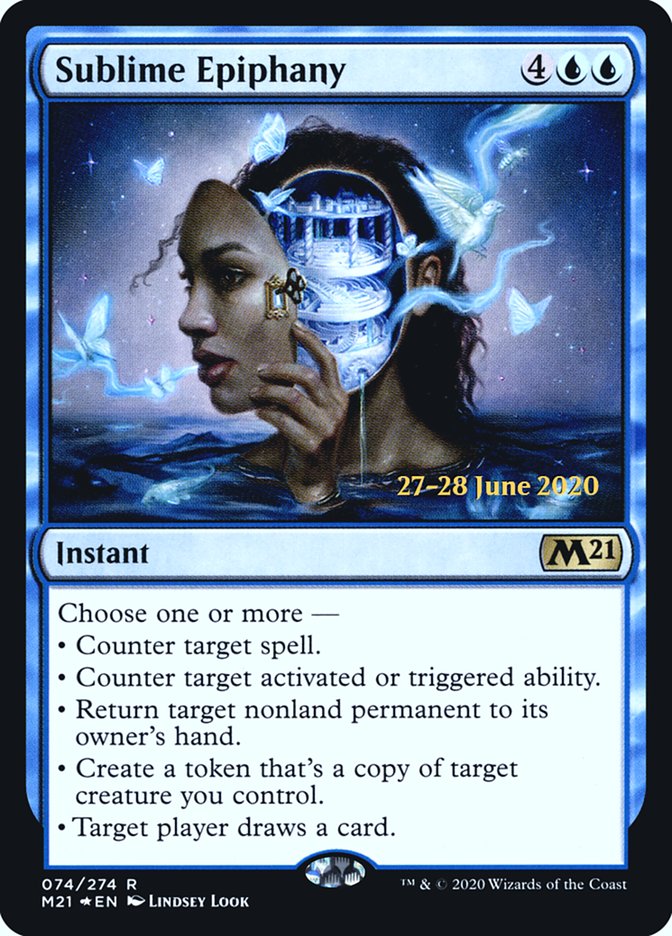 Sublime Epiphany 4
27–28 June 2020
Instant M21
Choose one or more —
• Counter target spell.
• Counter target activated or triggered ability.
• Return target nonland permanent to its
owner's hand.
• Create a token that's a copy of target
creature you control.
• Target player draws a card.
074/274 R
M21 ★ EN Lindsey Look
™ & © 2020 Wizards of the Coast